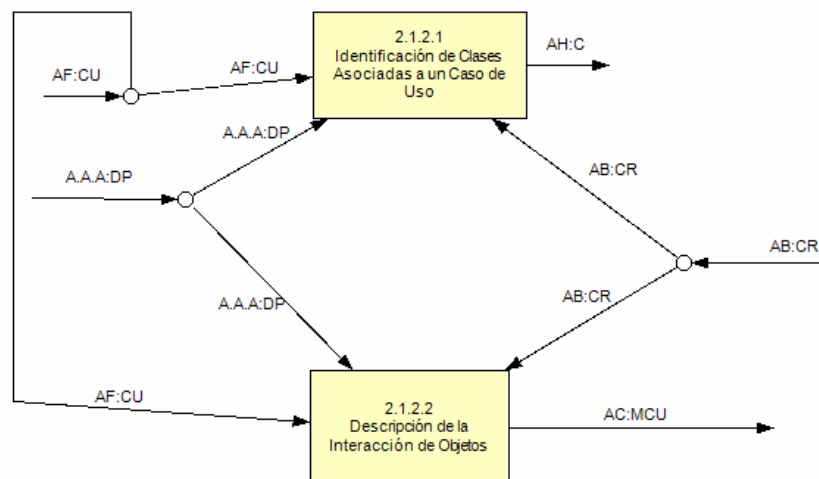 2.1.2.1
Identificación de Clases
Asociadas a un Caso de
Uso
AH:C
AF:CU
AF:CU
A.A.A:DP
A.A.A:DP
AB:CR
AB:CR
AB:CR
A.A.A:DP
AF:CU
2.1.2.2
Descripción de la
Interacción de Objetos
AC:MCU